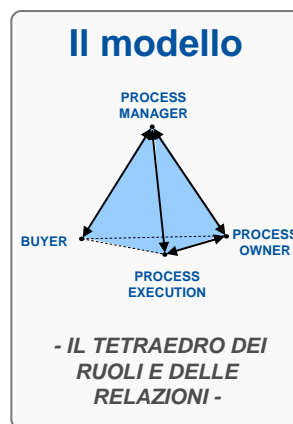 Il modello
PROCESS
MANAGER
BUYER
PROCESS
OWNER
PROCESS
EXECUTION
- IL TETRAEDRO DEI
RUOLI E DELLE
RELAZIONI -